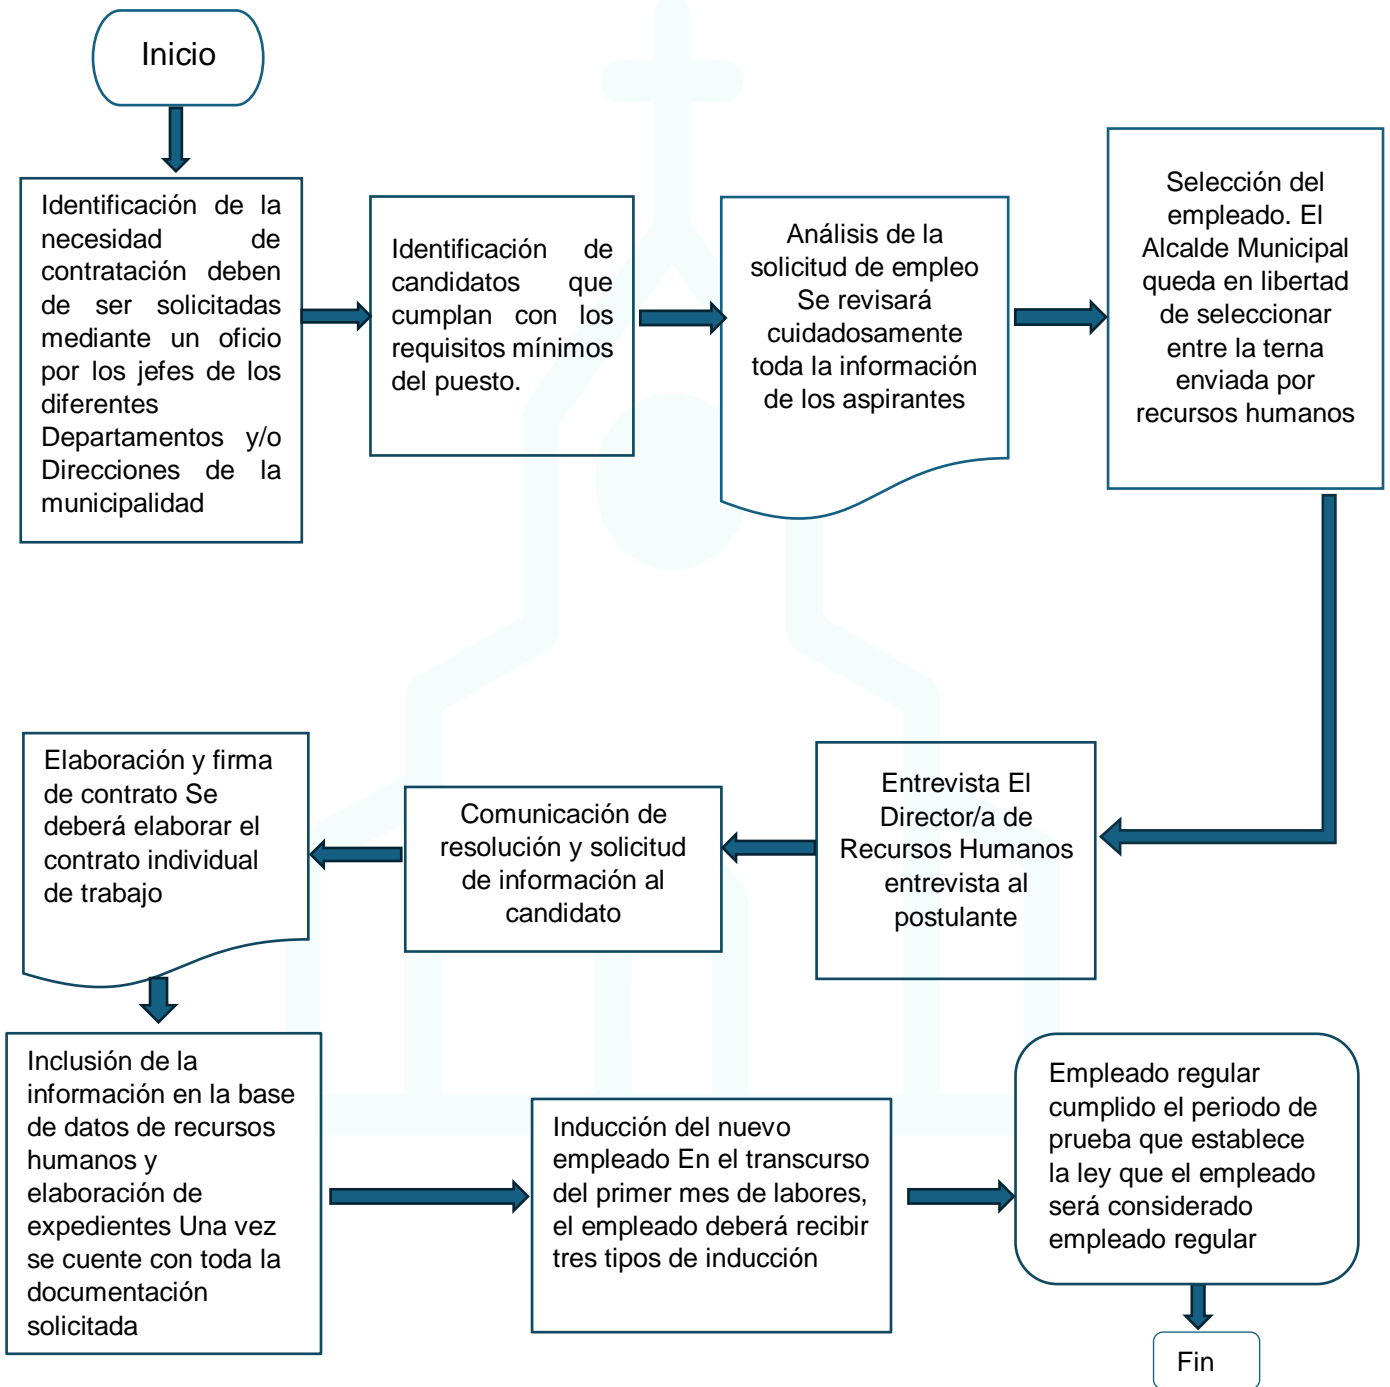 Inicio
Identificación de la
necesidad de
contratación deben
de ser solicitadas
mediante un oficio
por los jefes de los
diferentes
Departamentos y/o
Direcciones de la
municipalidad
Identificación de
candidatos que
cumplan con los
requisitos mínimos
del puesto.
Análisis de la
solicitud de empleo
Se revisará
cuidadosamente
toda la información
de los aspirantes
Selección del
empleado. El
Alcalde Municipal
queda en libertad
de seleccionar
entre la terna
enviada por
recursos humanos
Entrevista El
Director/a de
Recursos Humanos
entrevista al
postulante
Comunicación de
resolución y solicitud
de información al
candidato
Elaboración y firma
de contrato Se
deberá elaborar el
contrato individual
de trabajo
Inclusión de la
información en la base
de datos de recursos
humanos y
elaboración de
expedientes Una vez
se cuente con toda la
documentación
solicitada
Inducción del nuevo
empleado En el transcurso
del primer mes de labores,
el empleado deberá recibir
tres tipos de inducción
Empleado regular
cumplido el periodo de
prueba que establece
la ley que el empleado
será considerado
empleado regular
Fin